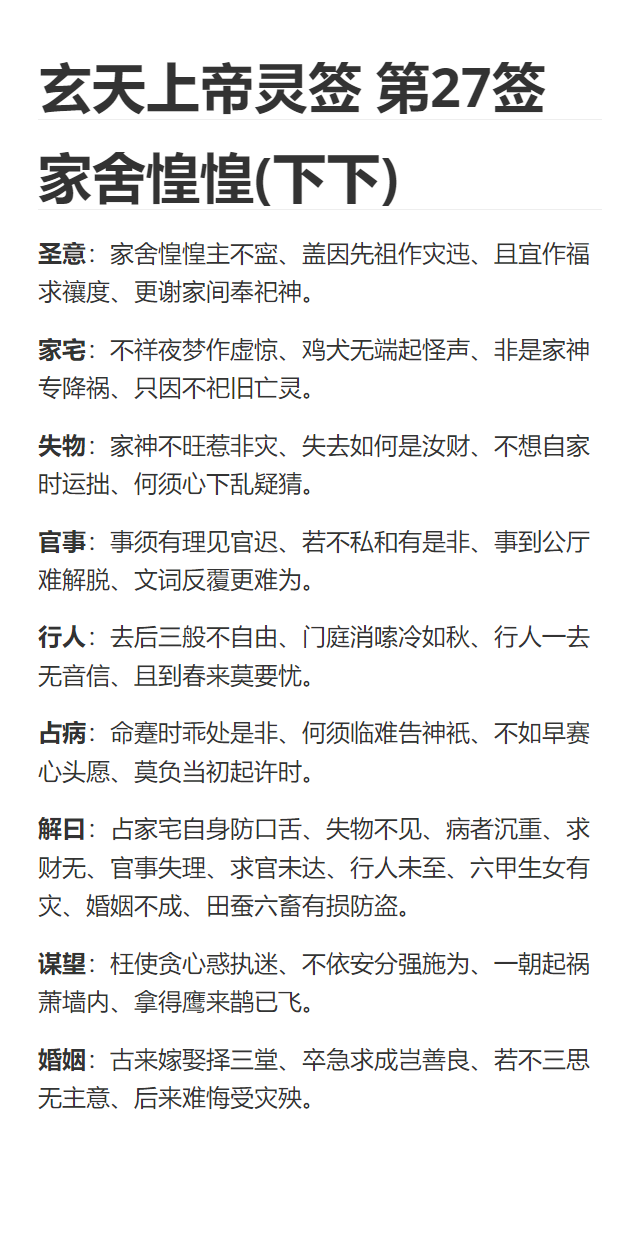 玄天上帝灵签 第27签
家舍惶惶(下下)
圣意：家舍惶惶主不寍、盖因先祖作灾迍、且宜作福
求禳度、更谢家间奉祀神。
家宅：不祥夜梦作虚惊、鸡犬无端起怪声、非是家神
专降祸、只因不祀旧亡灵。
失物：家神不旺惹非灾、失去如何是汝财、不想自家
时运拙、何须心下乱疑猜。
官事：事须有理见官迟、若不私和有是非、事到公厅
难解脱、文词反覆更难为。
行人：去后三般不自由、门庭消嗦冷如秋、行人一去
无音信、且到春来莫要忧。
占病：命蹇时乖处是非、何须临难告神祇、不如早赛
心头愿、莫负当初起许时。
解曰：占家宅自身防口舌、失物不见、病者沉重、求
财无、官事失理、求官未达、行人未至、六甲生女有
灾、婚姻不成、田蚕六畜有损防盗。
谋望：枉使贪心惑执迷、不依安分强施为、一朝起祸
萧墙内、拿得鹰来鹊已飞。
婚姻：古来嫁娶择三堂、卒急求成岂善良、若不三思
无主意、后来难悔受灾殃。